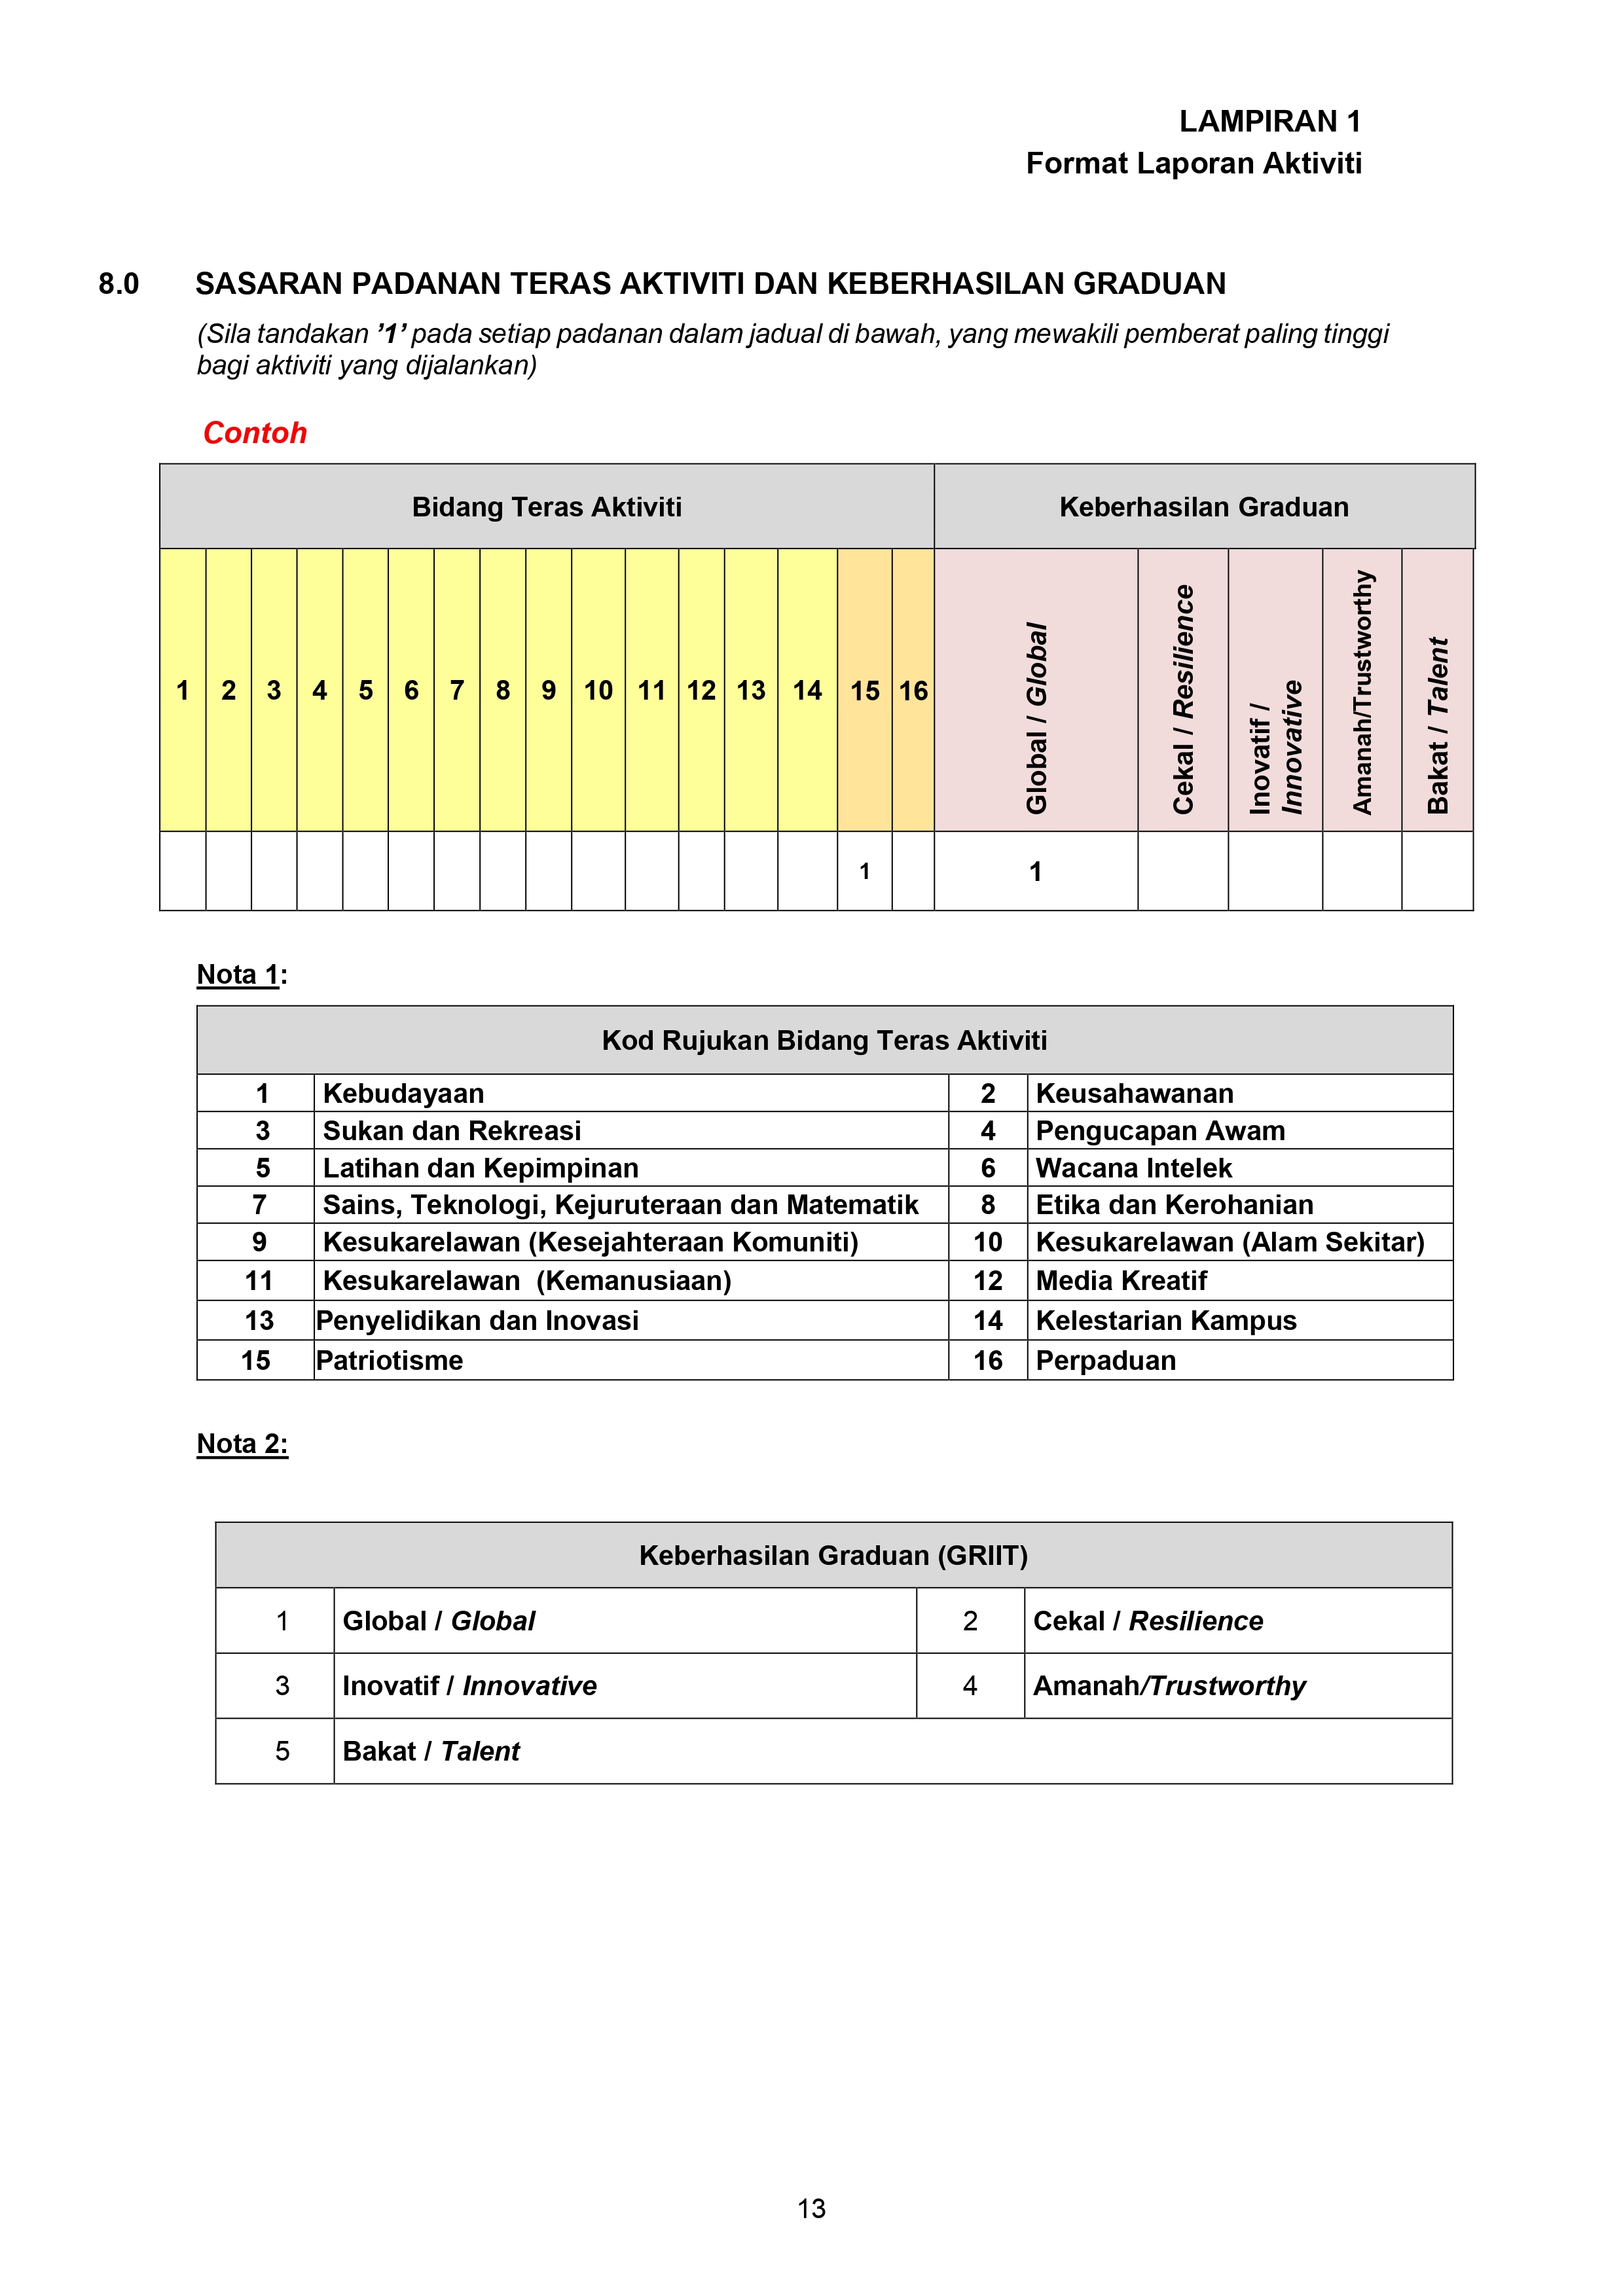 LAMPIRAN 1
Format Laporan Aktiviti
8.0 SASARAN PADANAN TERAS AKTIVITI DAN KEBERHASILAN GRADUAN
(Sila tandakan ’1’ pada setiap padanan dalam jadual di bawah, yang mewakili pemberat paling tinggi
bagi aktiviti yang dijalankan)
Contoh
Bidang Teras Aktiviti Keberhasilan Graduan
1 2 3 4 5 6 7 8 9 10 11 12 13 14 15 16
Global / Global
Cekal / Resilience
Inovatif /
Innovative
Amanah/Trustworthy
Bakat / Talent
1 1
Nota 1:
Kod Rujukan Bidang Teras Aktiviti
1 Kebudayaan 2 Keusahawanan
3 Sukan dan Rekreasi 4 Pengucapan Awam
5 Latihan dan Kepimpinan 6 Wacana Intelek
7 Sains, Teknologi, Kejuruteraan dan Matematik 8 Etika dan Kerohanian
9 Kesukarelawan (Kesejahteraan Komuniti) 10 Kesukarelawan (Alam Sekitar)
11 Kesukarelawan (Kemanusiaan) 12 Media Kreatif
13 Penyelidikan dan Inovasi 14 Kelestarian Kampus
15 Patriotisme 16 Perpaduan
Nota 2:
Keberhasilan Graduan (GRIIT)
1 Global / Global 2 Cekal / Resilience
3 Inovatif / Innovative 4 Amanah/Trustworthy
5 Bakat / Talent
13